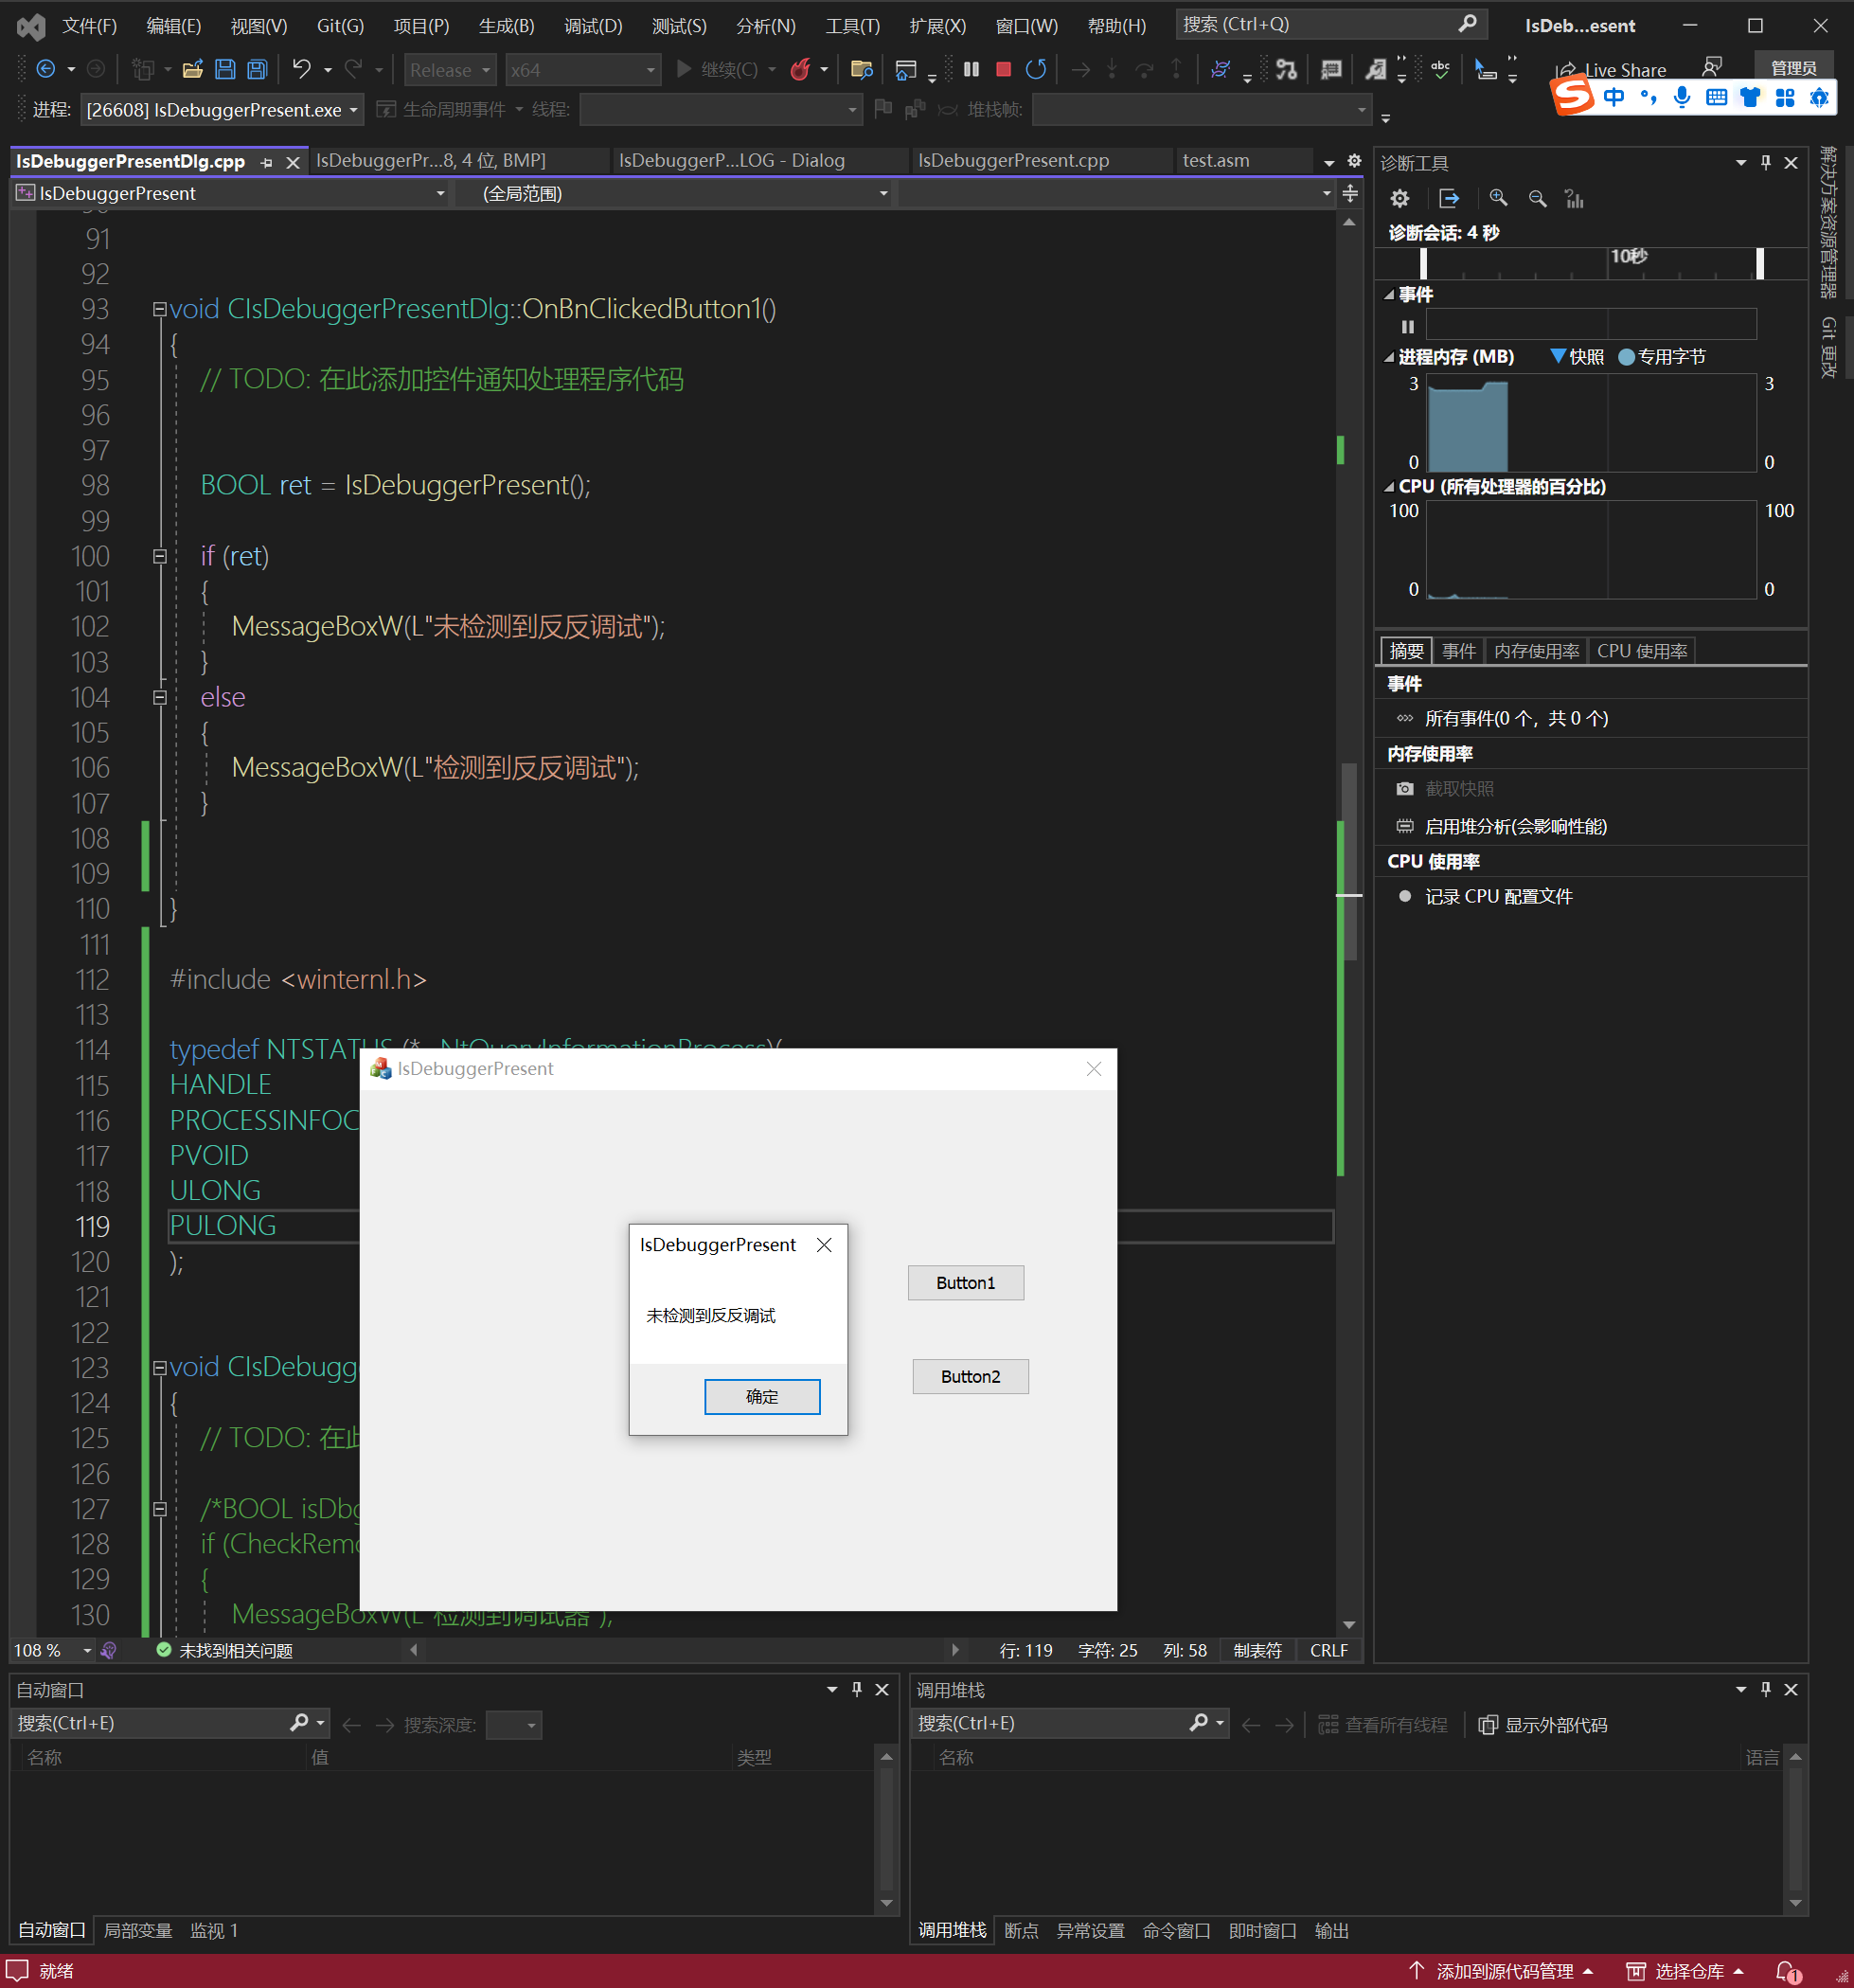 文件(F) 编辑(E) 视图(V) Git(G) 项目(P) 生成(B) 调试(D) 测试(S) 分析(N) 工具(T) 扩展(X) 窗口(W) 帮助(H) 搜索 (Ctrl+Q) IsDeb...esent
Release x64 继续(C) Live Share 管理员
进程: [26608] IsDebuggerPresent.exe 生命周期事件 线程: 堆栈帧: 中
IsDebuggerPresentDlg.cpp IsDebuggerPr...8, 4 位, BMP] IsDebuggerP...LOG - Dialog IsDebuggerPresent.cpp test.asm
IsDebuggerPresent (全局范围)
91
92
93 void CIsDebuggerPresentDlg::OnBnClickedButton1()
94 {
95 // TODO: 在此添加控件通知处理程序代码
96
97
98 BOOL ret = IsDebuggerPresent();
99
100 if (ret)
101 {
102 MessageBoxW(L"未检测到反反调试");
103 }
104 else
105 {
106 MessageBoxW(L"检测到反反调试");
107 }
108
109
110 }
111
112 #include <winternl.h>
113
114 typedef NTSTATUS (*_NtQueryInformationProcess)(
115 HANDLE
116 PROCESSINFOC
117 PVOID
118 ULONG
119 PULONG
120 );
121
122
123 void CIsDebugg
124 {
125 // TODO: 在此
126
127 /*BOOL isDbg
128 if (CheckRemo
129 {
130 MessageBoxW(L"检测到调试器");
IsDebuggerPresent
IsDebuggerPresent
未检测到反反调试
确定
Button1
Button2
108 % 未找到相关问题 行: 119 字符: 25 列: 58 制表符 CRLF
诊断工具
诊断会话: 4 秒
10秒
事件
进程内存 (MB) 快照 专用字节
3 3
0 0
CPU (所有处理器的百分比)
100 100
0 0
摘要 事件 内存使用率 CPU 使用率
事件
所有事件(0 个，共 0 个)
内存使用率
截取快照
启用堆分析(会影响性能)
CPU 使用率
记录 CPU 配置文件
解决方案资源管理器
Git 更改
自动窗口
搜索(Ctrl+E) 搜索深度:
名称 值 类型
自动窗口 局部变量 监视 1
调用堆栈
搜索(Ctrl+E) 查看所有线程 显示外部代码
名称 语言
调用堆栈 断点 异常设置 命令窗口 即时窗口 输出
就绪 添加到源代码管理 选择仓库 1